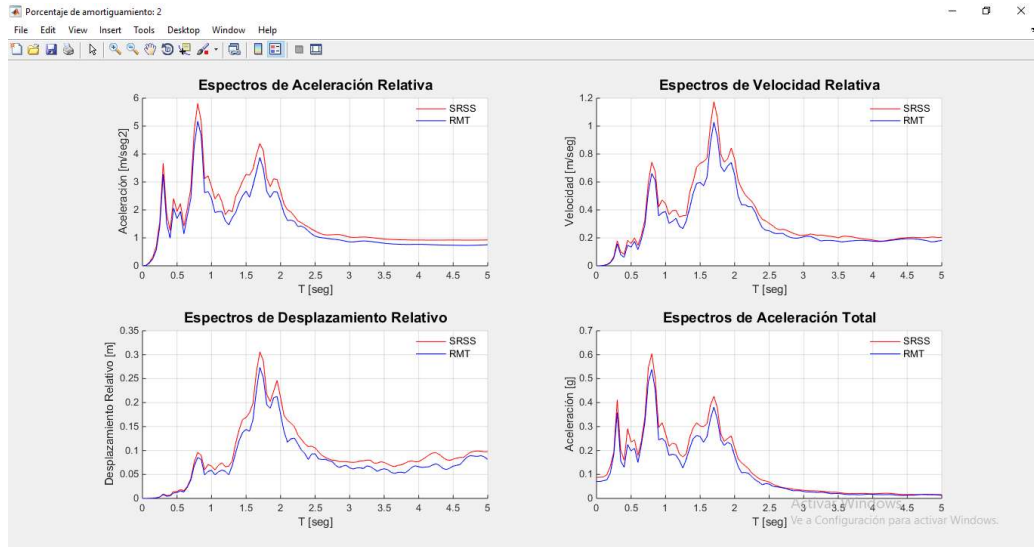 Porcentaje de amortiguamiento: 2
File Edit View Insert Tools Desktop Window Help
Espectros de Aceleración Relativa
Aceleración [m/seg2]
6
5
4
3
2
1
0
SRSS
RMT
0 0.5 1 1.5 2 2.5 3 3.5 4 4.5 5
T [seg]
Espectros de Velocidad Relativa
Velocidad [m/seg]
1.2
1
0.8
0.6
0.4
0.2
0
SRSS
RMT
0 0.5 1 1.5 2 2.5 3 3.5 4 4.5 5
T [seg]
Espectros de Desplazamiento Relativo
Desplazamiento Relativo [m]
0.35
0.3
0.25
0.2
0.15
0.1
0.05
0
SRSS
RMT
0 0.5 1 1.5 2 2.5 3 3.5 4 4.5 5
T [seg]
Espectros de Aceleración Total
Aceleración [g]
0.7
0.6
0.5
0.4
0.3
0.2
0.1
0
SRSS
RMT
0 0.5 1 1.5 2 2.5 3 3.5 4 4.5 5
T [seg]
Activar Windows
Ve a Configuración para activar Windows.